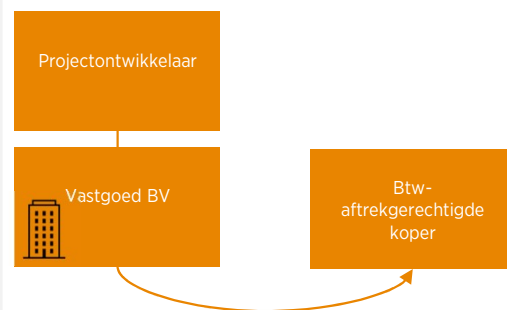 Projectontwikkelaar
Vastgoed BV
Btw-
aftrekgerechtigde
koper